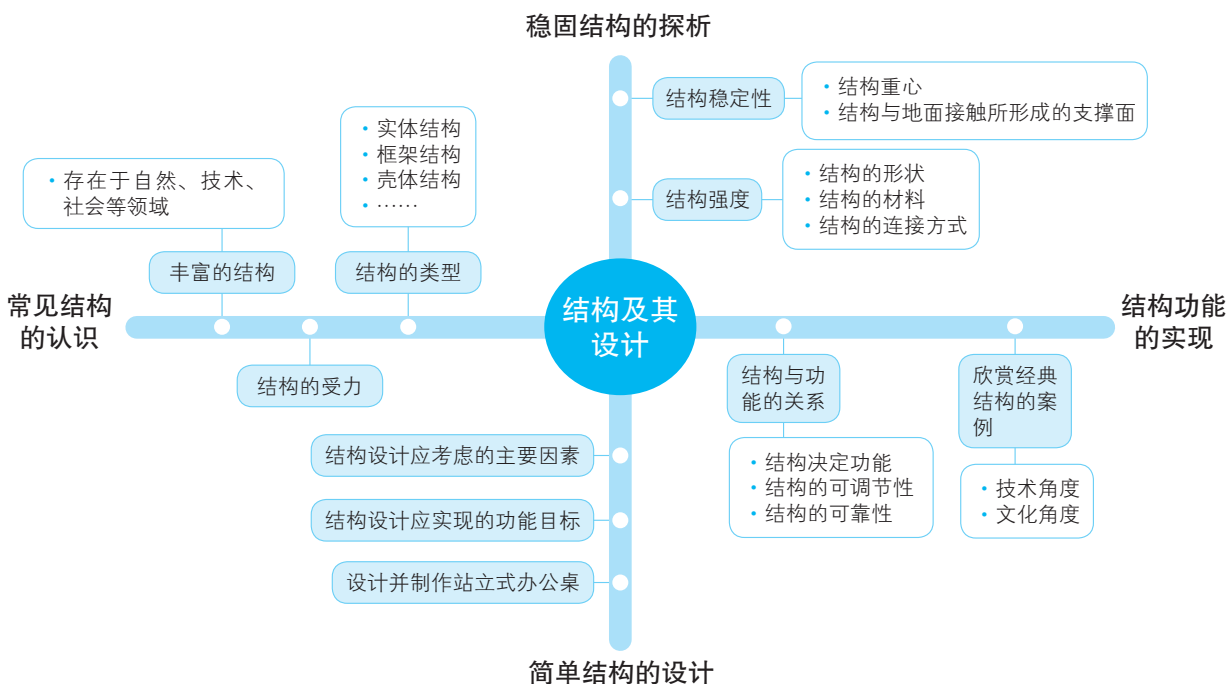 稳固结构的探析
结构稳定性
• 结构重心
• 结构与地面接触所形成的支撑面
结构强度
• 结构的形状
• 结构的材料
• 结构的连接方式
• 实体结构
• 框架结构
• 壳体结构
• ……
• 存在于自然、技术、
社会等领域
丰富的结构
结构的类型
常见结构
的认识
结构的受力
结构及其
设计
结构功能
的实现
结构与功
能的关系
• 结构决定功能
• 结构的可调节性
• 结构的可靠性
欣赏经典
结构的案
例
• 技术角度
• 文化角度
结构设计应考虑的主要因素
结构设计应实现的功能目标
设计并制作站立式办公桌
简单结构的设计